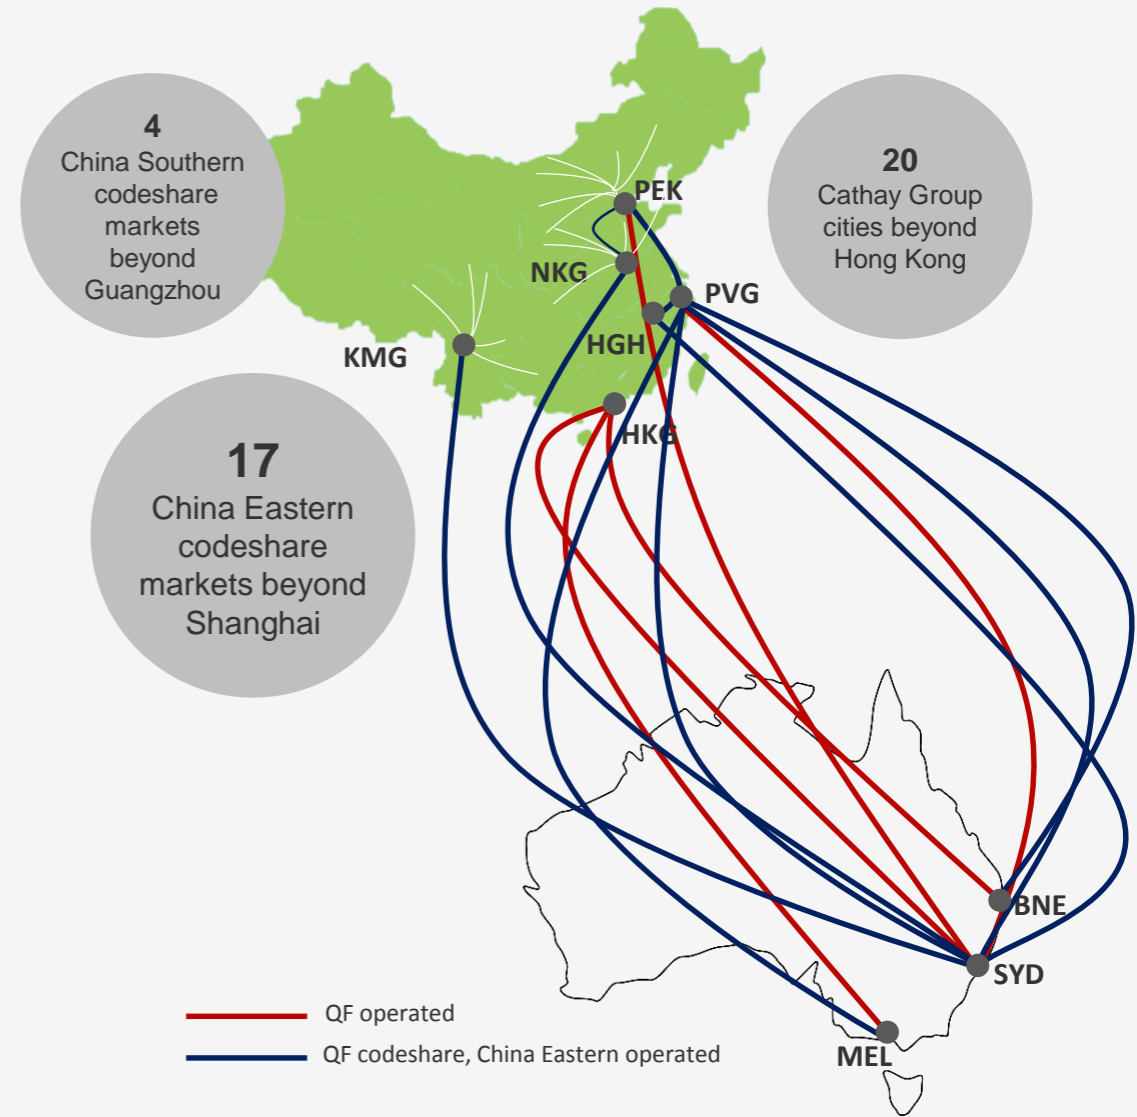 4
China Southern
codeshare
markets
beyond
Guangzhou
20
Cathay Group
cities beyond
Hong Kong
PEK
NKG
PVG
HGH
KMG
HKG
17
China Eastern
codeshare
markets beyond
Shanghai
BNE
SYD
MEL
QF operated
QF codeshare, China Eastern operated